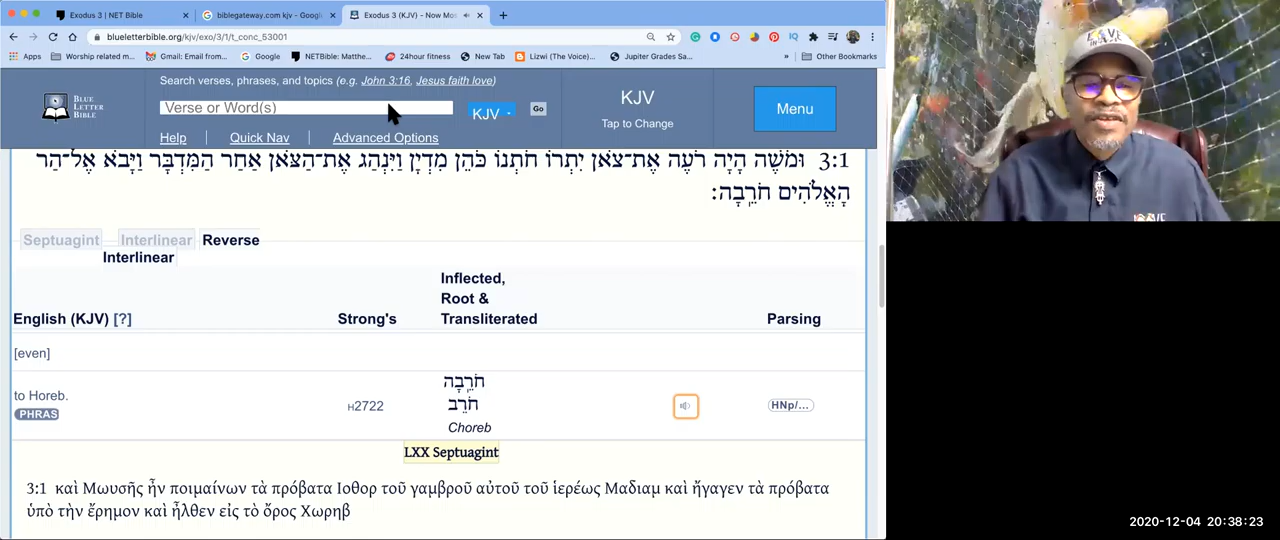 Exodus 3 | NET Bible
biblegateway.com kjv - Googl
Exodus 3 (KJV) - Now Mos
blueletterbible.org/kjv/exo/3/1/t_conc_53001
Apps
Worship related m...
Gmail: Email from...
Google
NETBible: Matthe...
24hour fitness
New Tab
Lizwi (The Voice)...
Jupiter Grades Sa...
Other Bookmarks
Search verses, phrases, and topics (e.g. John 3:16, Jesus faith love)
BLUE
LETTER
BIBLE
Verse or Word(s)
KJV
Go
Help
Quick Nav
Advanced Options
KJV
Tap to Change
Menu
3:1 וּמֹשֶׁה הָיָה רֹעֶה אֶת־צֹאן יִתְרוֹ חֹתְנוֹ כֹּהֵן מִדְיָן וַיִּנְהַג אֶת־הַצֹּאן אַחַר הַמִּדְבָּר וַיָּבֹא אֶל־הַר
הָאֱלֹהִים חֹרֵבָה׃
Septuagint
Interlinear
Reverse
Interlinear
Inflected,
Root &
English (KJV) [?]
Strong's
Transliterated
Parsing
[even]
to Horeb.
PHRAS
H2722
חֹרֵבָה
חֹרֵב
Choreb
HNp/...
LXX Septuagint
3:1 καὶ Μωυσῆς ἦν ποιμαίνων τὰ πρόβατα Ιοθορ τοῦ γαμβροῦ αὐτοῦ τοῦ ἱερέως Μαδιαμ καὶ ἤγαγεν τὰ πρόβατα
ὑπὸ τὴν ἔρημον καὶ ἦλθεν εἰς τὸ ὄρος Χωρηβ
2020-12-04 20:38:23